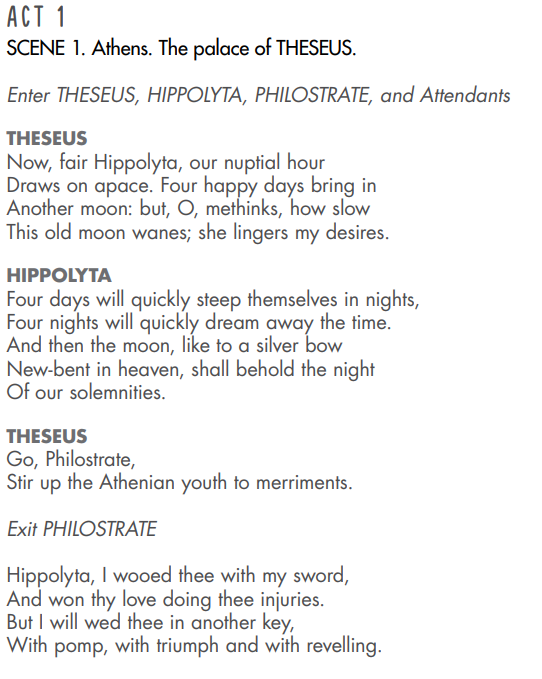 ACT 1
SCENE 1. Athens. The palace of THESEUS.
Enter THESEUS, HIPPOLYTA, PHILOSTRATE, and Attendants
THESEUS
Now, fair Hippolyta, our nuptial hour
Draws on apace. Four happy days bring in
Another moon: but, O, methinks, how slow
This old moon wanes; she lingers my desires.
HIPPOLYTA
Four days will quickly steep themselves in nights,
Four nights will quickly dream away the time.
And then the moon, like to a silver bow
New-bent in heaven, shall behold the night
Of our solemnities.
THESEUS
Go, Philostrate,
Stir up the Athenian youth to merriments.
Exit PHILOSTRATE
Hippolyta, I wooed thee with my sword,
And won thy love doing thee injuries.
But I will wed thee in another key,
With pomp, with triumph and with revelling.